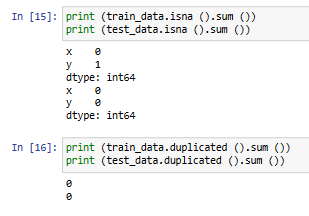 In [15]: print (train_data.isna ().sum ())
print (test_data.isna ().sum ())
x 0
y 1
dtype: int64
x 0
y 0
dtype: int64
In [16]: print (train_data.duplicated ().sum ())
print (test_data.duplicated ().sum ())
0
0